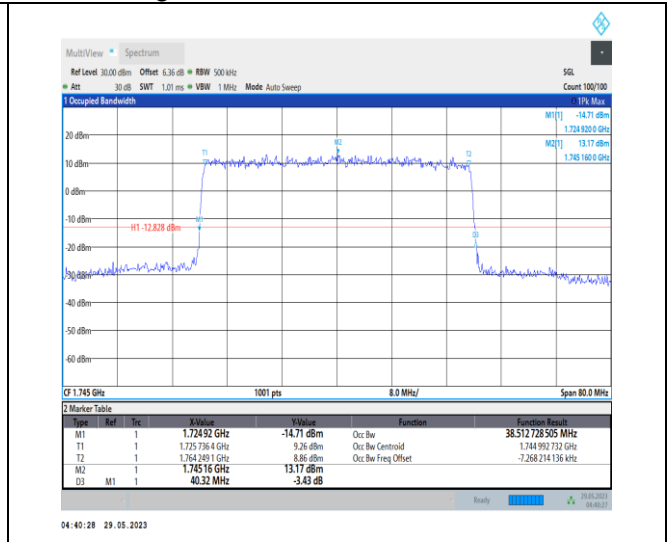 MultiView Spectrum
Ref Level 30.00 dBm Offset 6.36 dB RBW 500 kHz SGL
Att 30 dB SWT 1.01 ms VBW 1 MHz Mode Auto Sweep Count 100/100
1 Occupied Bandwidth 1Pk Max
M1[1] -14.71 dBm
1.724 920 0 GHz
M2[1] 13.17 dBm
1.745 160 0 GHz
20 dBm
M2
T1
T2
10 dBm
0 dBm
-10 dBm
M1
H1 -12.828 dBm
D3
-20 dBm
-30 dBm
-40 dBm
-50 dBm
-60 dBm
CF 1.745 GHz 1001 pts 8.0 MHz/ Span 80.0 MHz
2 Marker Table
Type Ref Trc X-Value Y-Value Function Function Result
M1 1 1.72492 GHz -14.71 dBm Occ Bw 38.512 728 505 MHz
T1 1 1.725 736 4 GHz 9.26 dBm Occ Bw Centroid 1.744 992 732 GHz
T2 1 1.764 249 1 GHz 8.86 dBm Occ Bw Freq Offset -7.268 214 136 kHz
M2 1 1.74516 GHz 13.17 dBm
D3 M1 1 40.32 MHz -3.43 dB
Ready 29.05.2023
04:40:27
04:40:28 29.05.2023